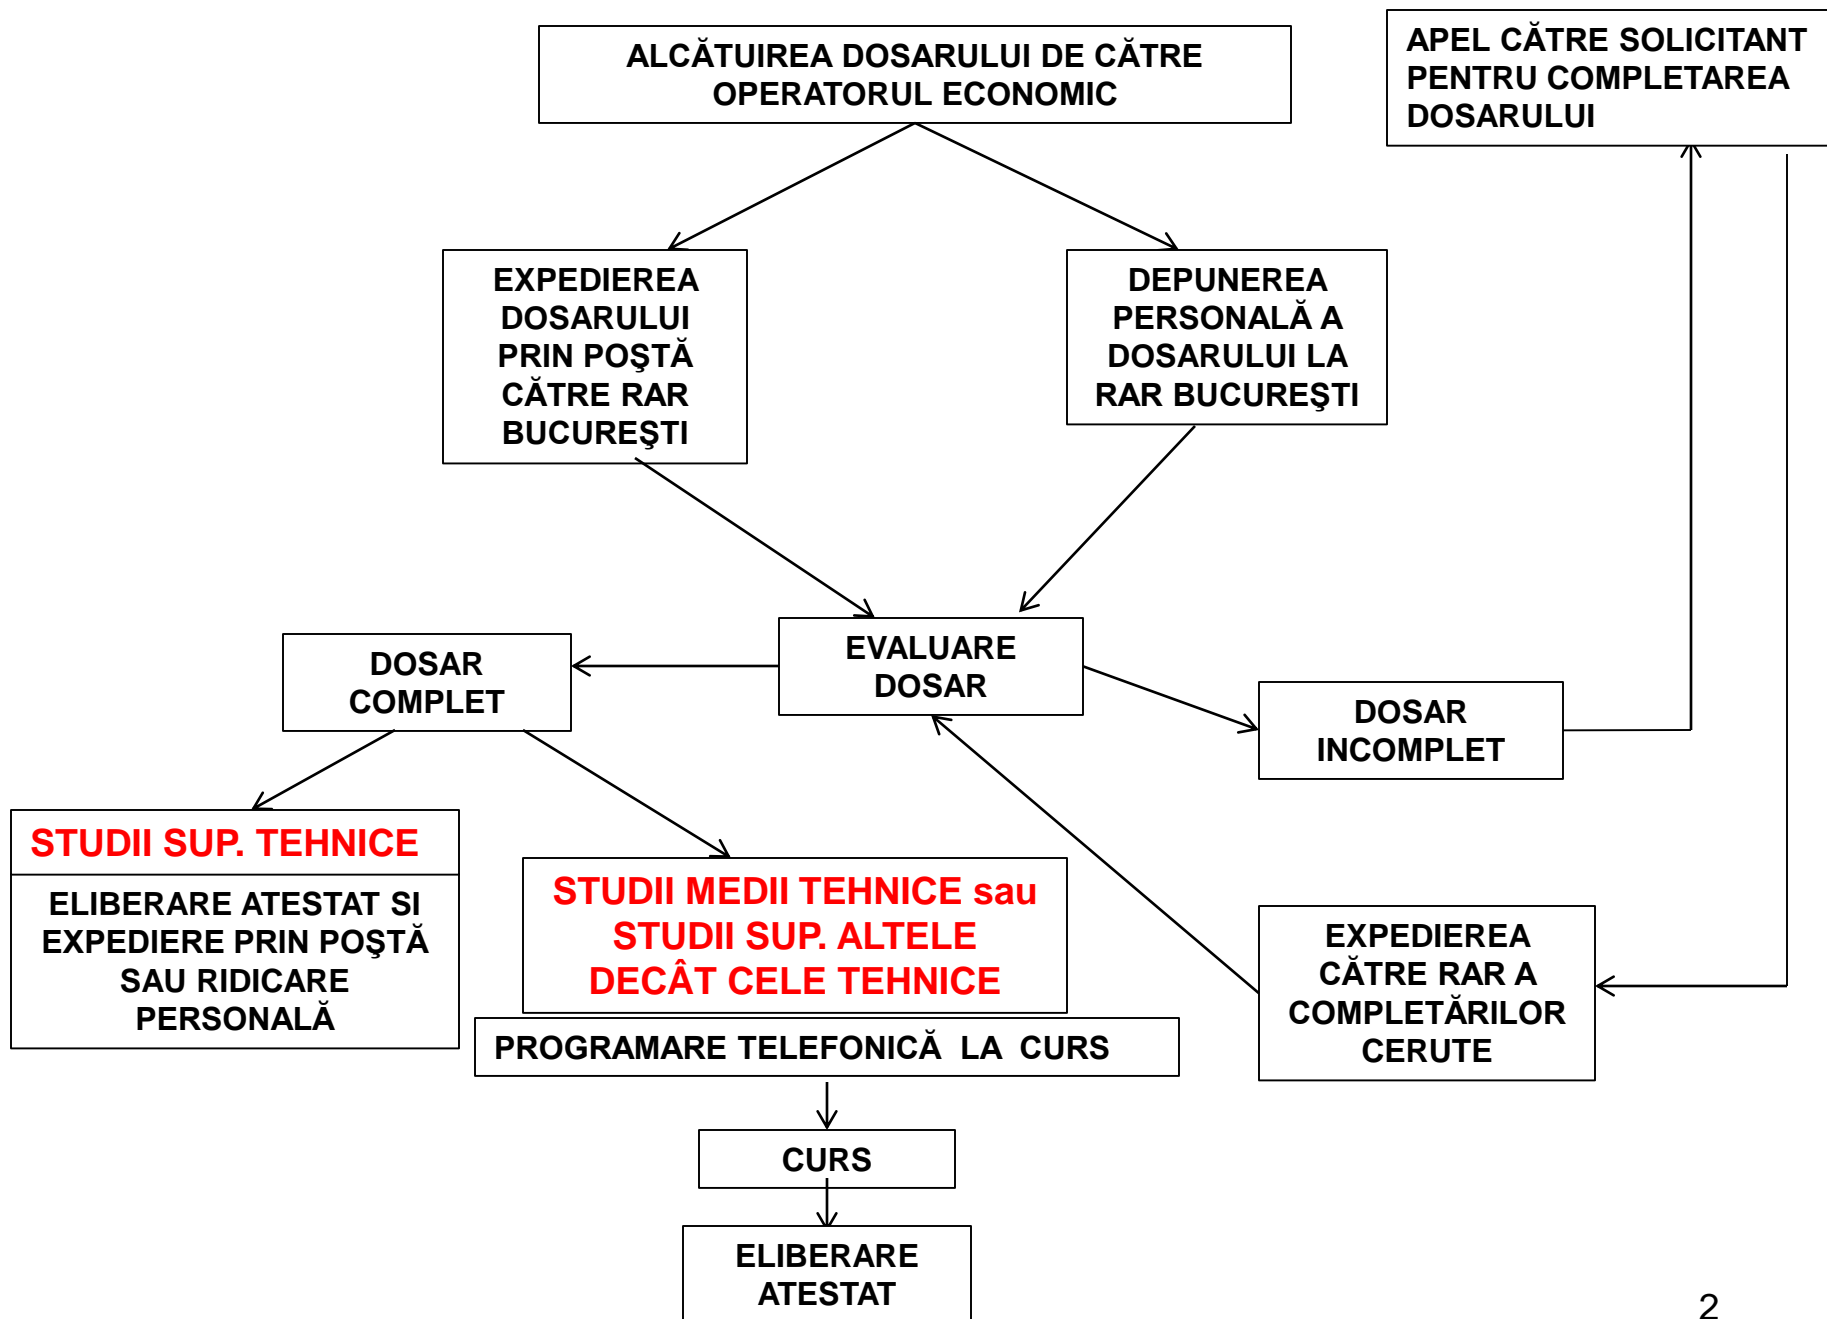 ALCĂTUIREA DOSARULUI DE CĂTRE
OPERATORUL ECONOMIC
APEL CĂTRE SOLICITANT
PENTRU COMPLETAREA
DOSARULUI
EXPEDIEREA
DOSARULUI
PRIN POŞTĂ
CĂTRE RAR
BUCUREŞTI
DEPUNEREA
PERSONALĂ A
DOSARULUI LA
RAR BUCUREŞTI
EVALUARE
DOSAR
DOSAR
COMPLET
DOSAR
INCOMPLET
STUDII SUP. TEHNICE
ELIBERARE ATESTAT SI
EXPEDIERE PRIN POŞTĂ
SAU RIDICARE
PERSONALĂ
STUDII MEDII TEHNICE sau
STUDII SUP. ALTELE
DECÂT CELE TEHNICE
PROGRAMARE TELEFONICĂ LA CURS
EXPEDIEREA
CĂTRE RAR A
COMPLETĂRILOR
CERUTE
CURS
ELIBERARE
ATESTAT
2